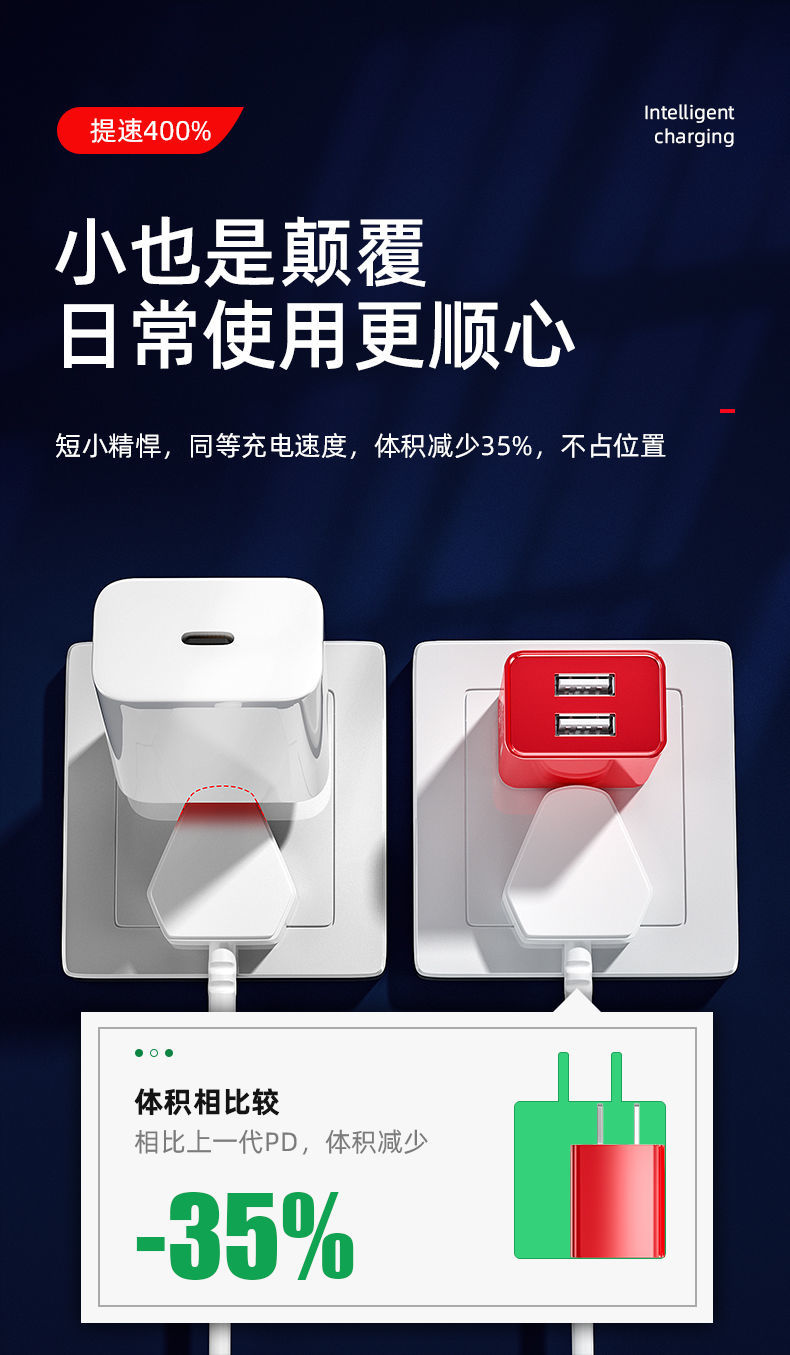 提速400%
Intelligent
charging
小也是颠覆
日常使用更顺心
短小精悍，同等充电速度，体积减少35%，不占位置
体积相比较
相比上一代PD，体积减少
-35%